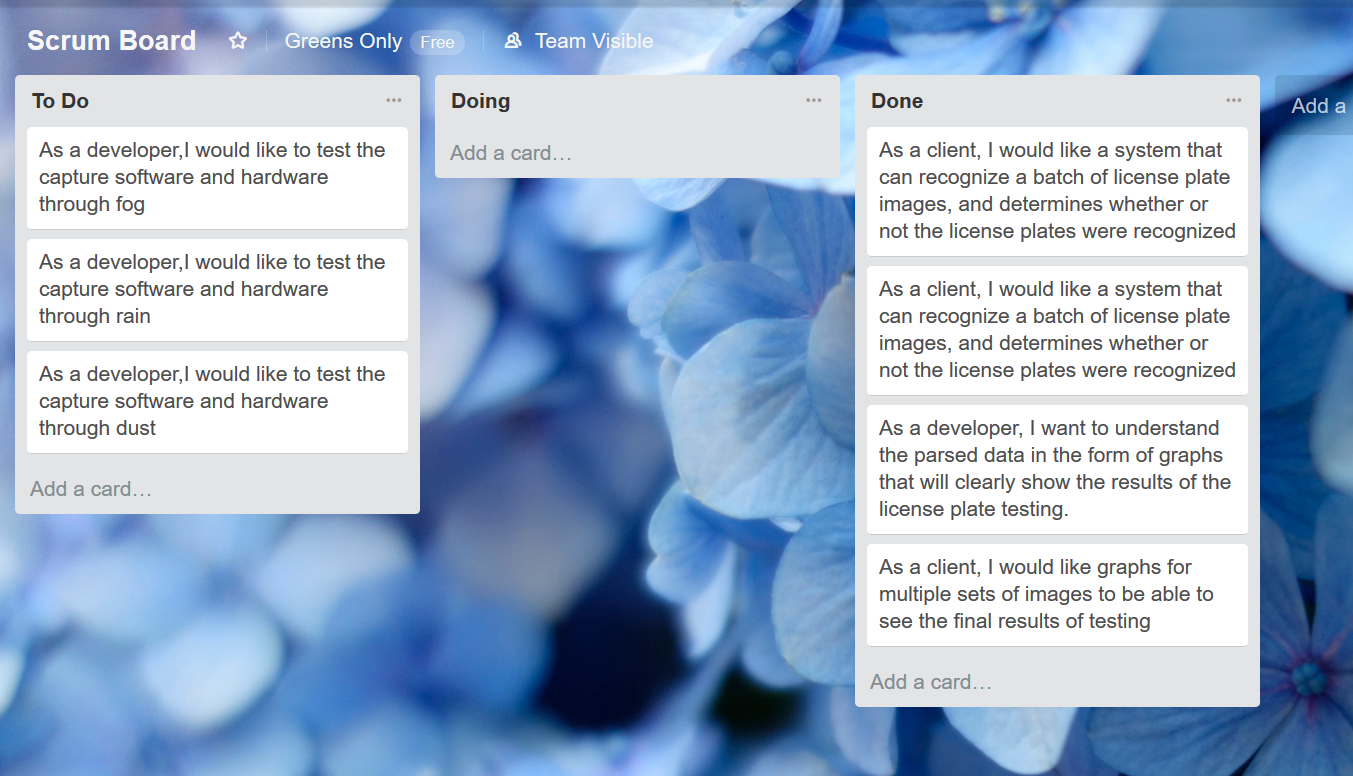 Scrum Board
Greens Only Free
Team Visible
To Do
As a developer,I would like to test the
capture software and hardware
through fog
As a developer,I would like to test the
capture software and hardware
through rain
As a developer,I would like to test the
capture software and hardware
through dust
Add a card…
Doing
Add a card…
Done
As a client, I would like a system that
can recognize a batch of license plate
images, and determines whether or
not the license plates were recognized
As a client, I would like a system that
can recognize a batch of license plate
images, and determines whether or
not the license plates were recognized
As a developer, I want to understand
the parsed data in the form of graphs
that will clearly show the results of the
license plate testing.
As a client, I would like graphs for
multiple sets of images to be able to
see the final results of testing
Add a card…
Add a